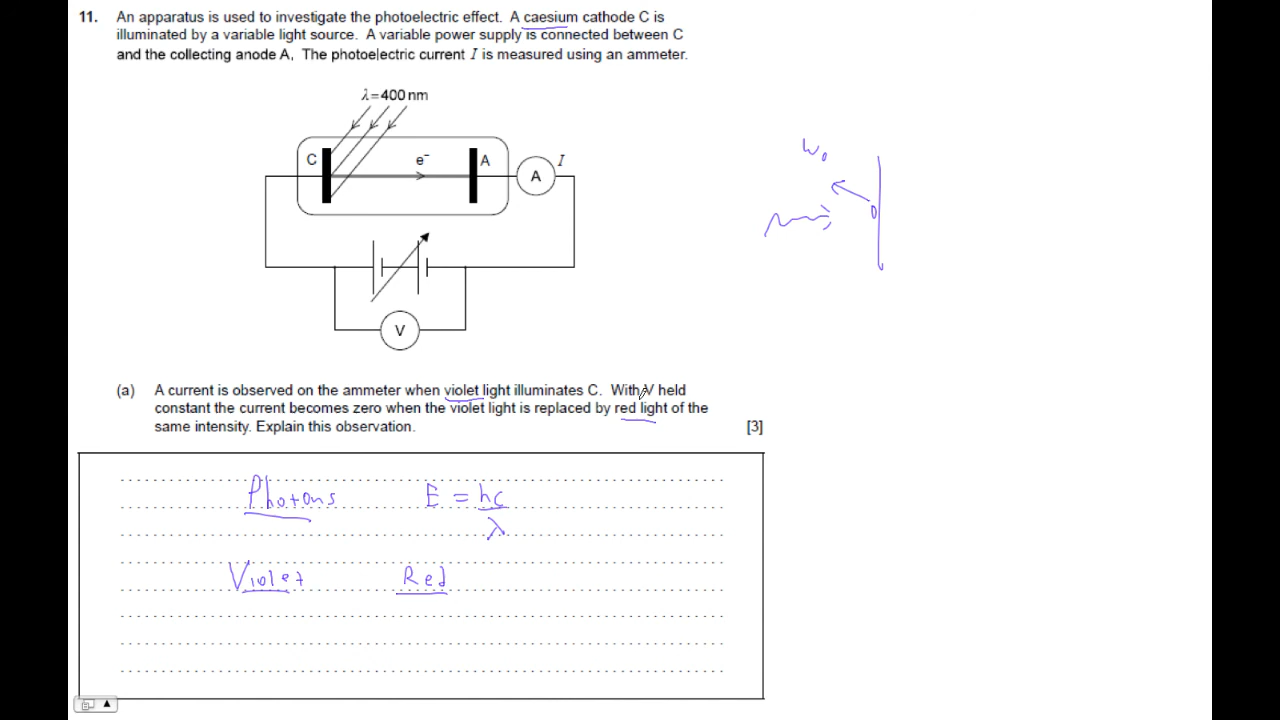 11. An apparatus is used to investigate the photoelectric effect. A caesium cathode C is
illuminated by a variable light source. A variable power supply is connected between C
and the collecting anode A. The photoelectric current I is measured using an ammeter.
λ=400 nm
C e⁻ A A I
V
W₀
(a) A current is observed on the ammeter when violet light illuminates C. With V held
constant the current becomes zero when the violet light is replaced by red light of the
same intensity. Explain this observation. [3]
Photons E = hc
λ
Violet Red